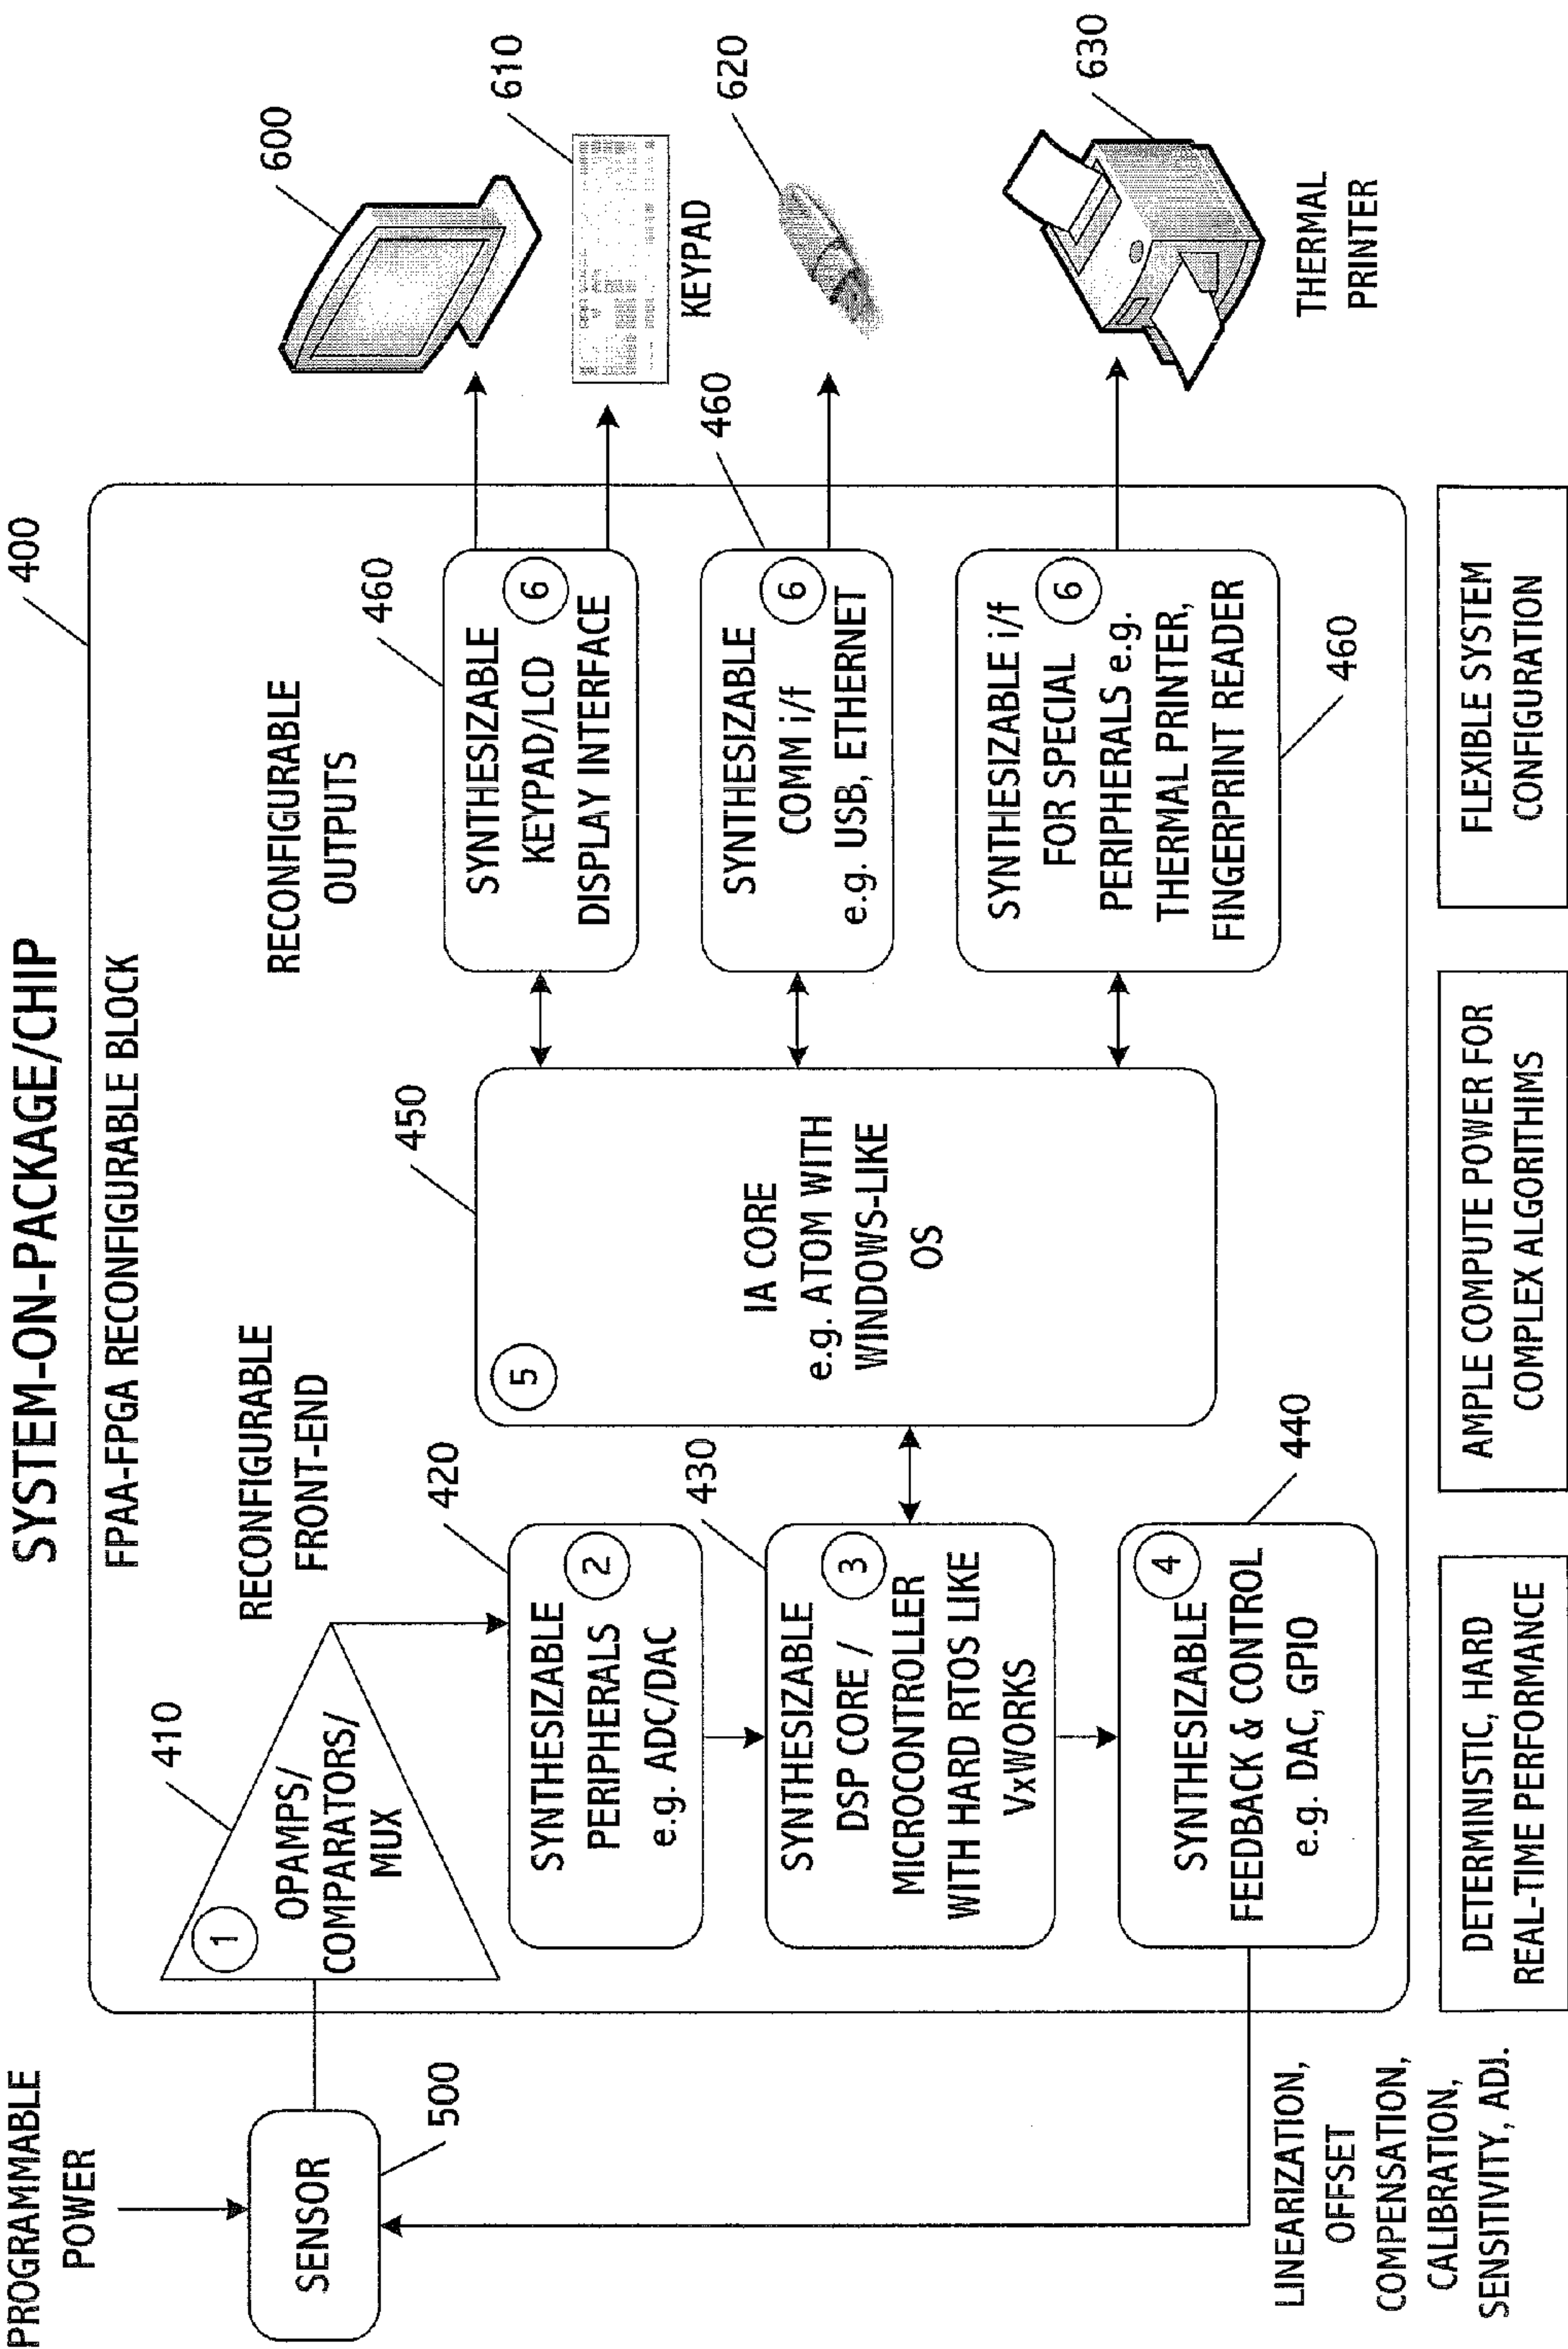 SYSTEM-ON-PACKAGE/CHIP
400
FPAA-FPGA RECONFIGURABLE BLOCK
PROGRAMMABLE
POWER
SENSOR
500
410
1
OPAMPS/
COMPARATORS/
MUX
RECONFIGURABLE
FRONT-END
420
SYNTHESIZABLE
PERIPHERALS
e.g. ADC/DAC
2
430
SYNTHESIZABLE
DSP CORE /
MICROCONTROLLER
WITH HARD RTOS LIKE
VxWORKS
3
440
SYNTHESIZABLE
FEEDBACK & CONTROL
e.g. DAC, GPIO
4
LINEARIZATION,
OFFSET
COMPENSATION,
CALIBRATION,
SENSITIVITY, ADJ.
450
5
IA CORE
e.g. ATOM WITH
WINDOWS-LIKE
OS
RECONFIGURABLE
OUTPUTS
460
SYNTHESIZABLE
KEYPAD/LCD
DISPLAY INTERFACE
6
460
SYNTHESIZABLE
COMM i/f
e.g. USB, ETHERNET
6
SYNTHESIZABLE i/f
FOR SPECIAL
PERIPHERALS e.g.
THERMAL PRINTER,
FINGERPRINT READER
6
460
600
610
KEYPAD
620
630
THERMAL
PRINTER
DETERMINISTIC, HARD
REAL-TIME PERFORMANCE
AMPLE COMPUTE POWER FOR
COMPLEX ALGORITHIMS
FLEXIBLE SYSTEM
CONFIGURATION